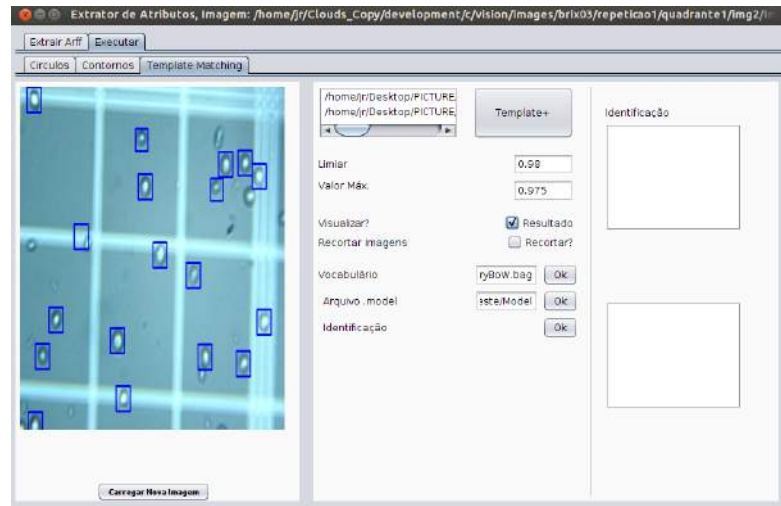 Extrator de Atributos, Imagem: /home/jr/Clouds_Copy/development/c/vision/images/brix03/repeticao1/quadrante1/img2/
Extrair Arff Executar
Circulos Contornos Template Matching
/home/jr/Desktop/PICTURE
/home/jr/Desktop/PICTURE
Template+
Identificação
Limiar 0.98
Valor Máx. 0.975
Visualizar? Resultado
Recortar imagens Recortar?
Vocabulário ryBoW.bag Ok
Arquivo .model este/Model Ok
Identificação Ok
Carregar Nova Imagem